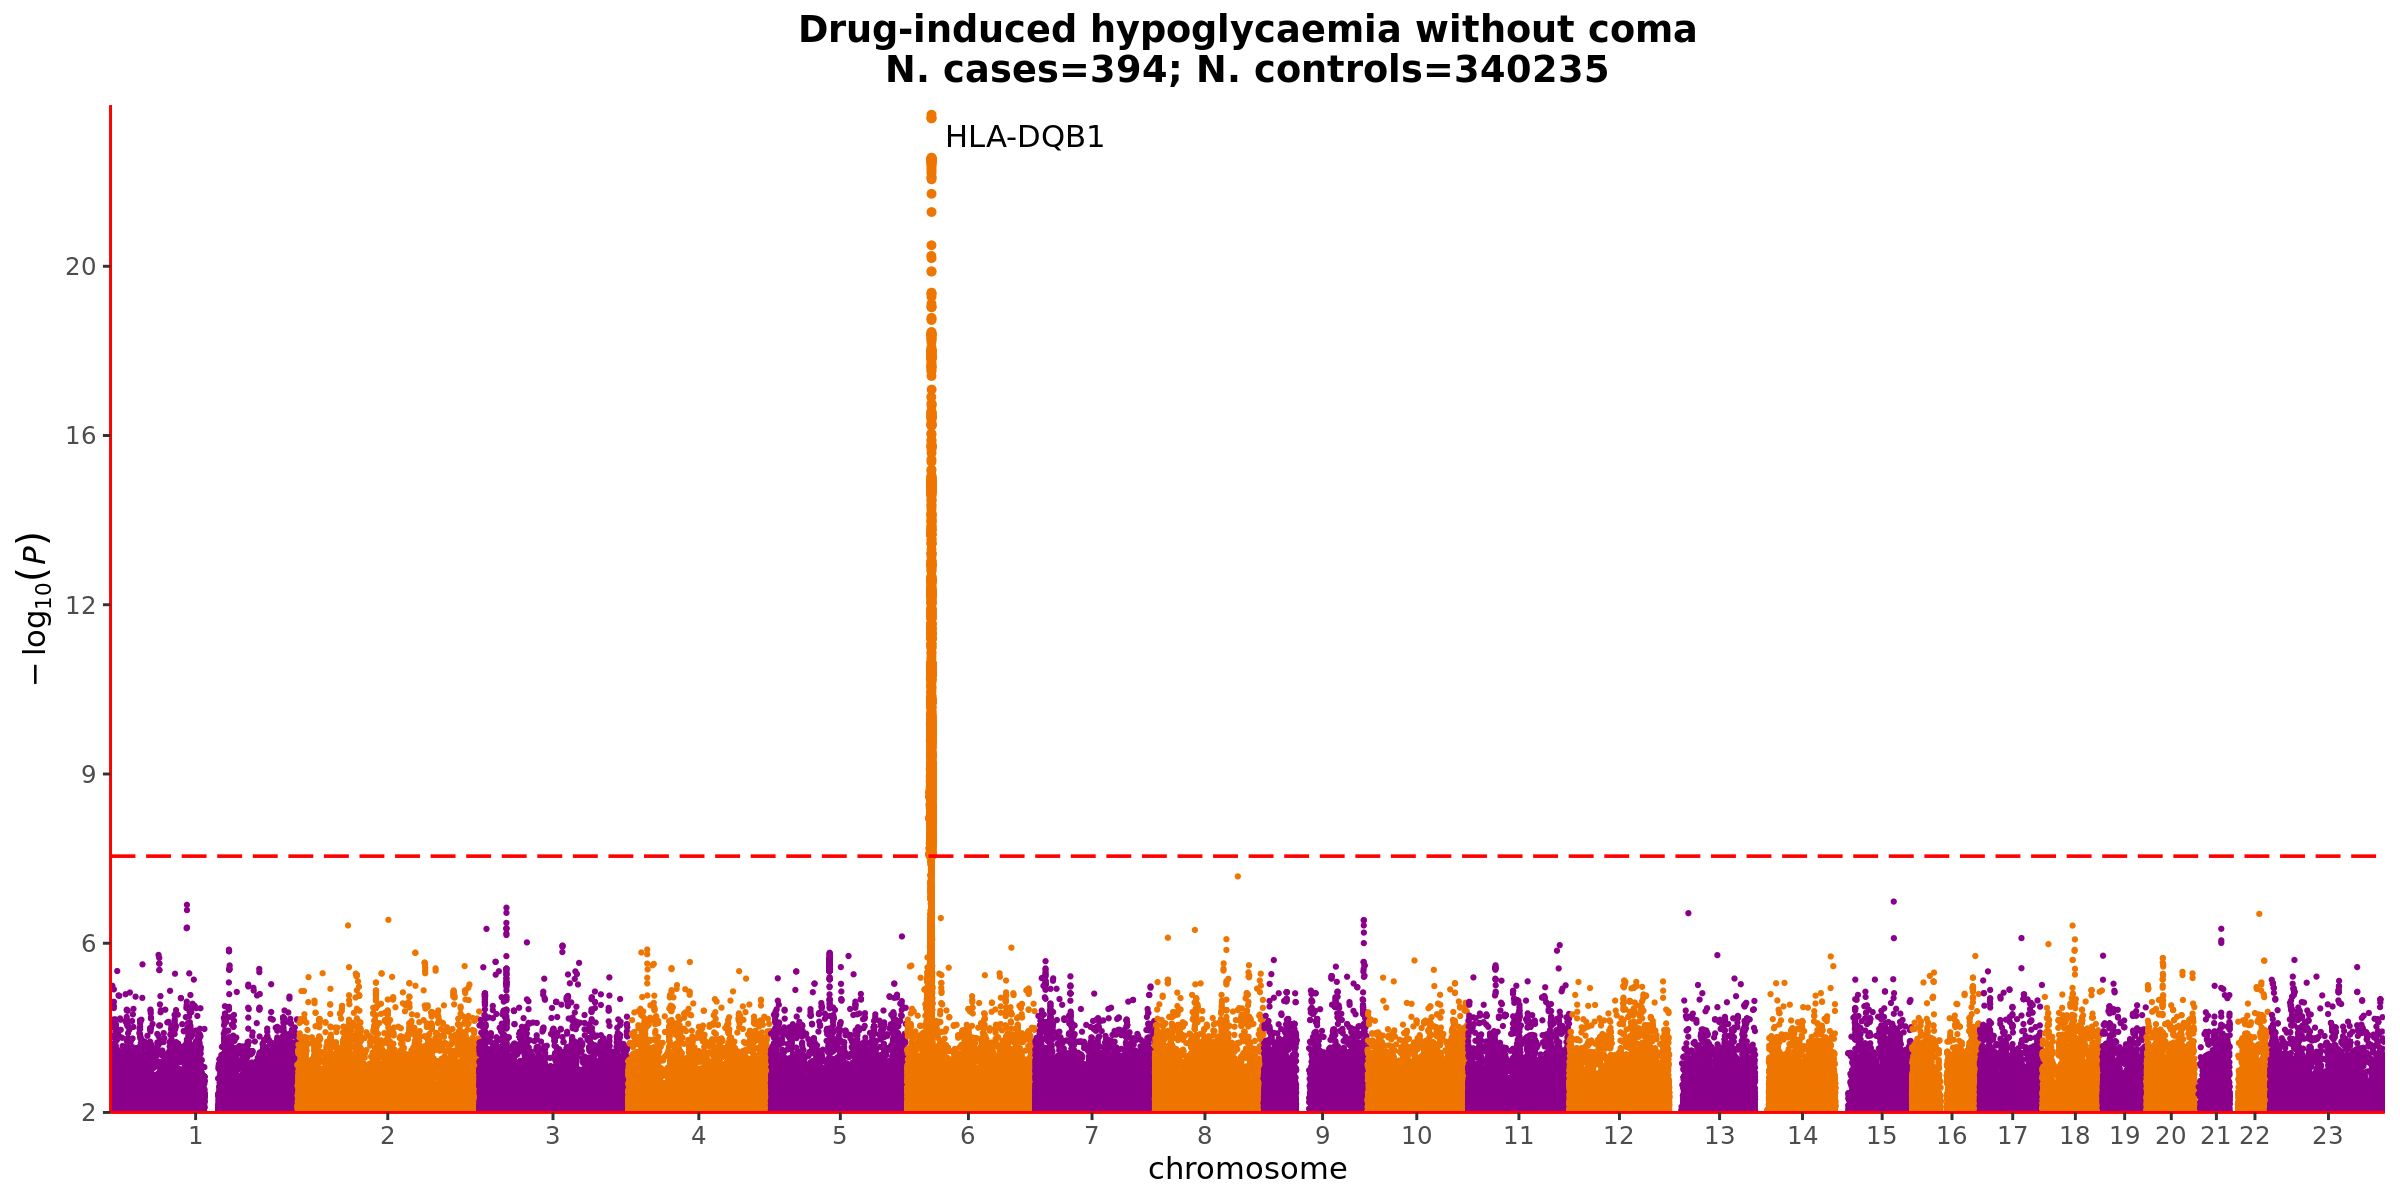 Drug-induced hypoglycaemia without coma
N. cases=394; N. controls=340235
HLA-DQB1
20
16
12
9
6
2
−log10(P)
1 2 3 4 5 6 7 8 9 10 11 12 13 14 15 16 17 18 19 20 21 22 23
chromosome